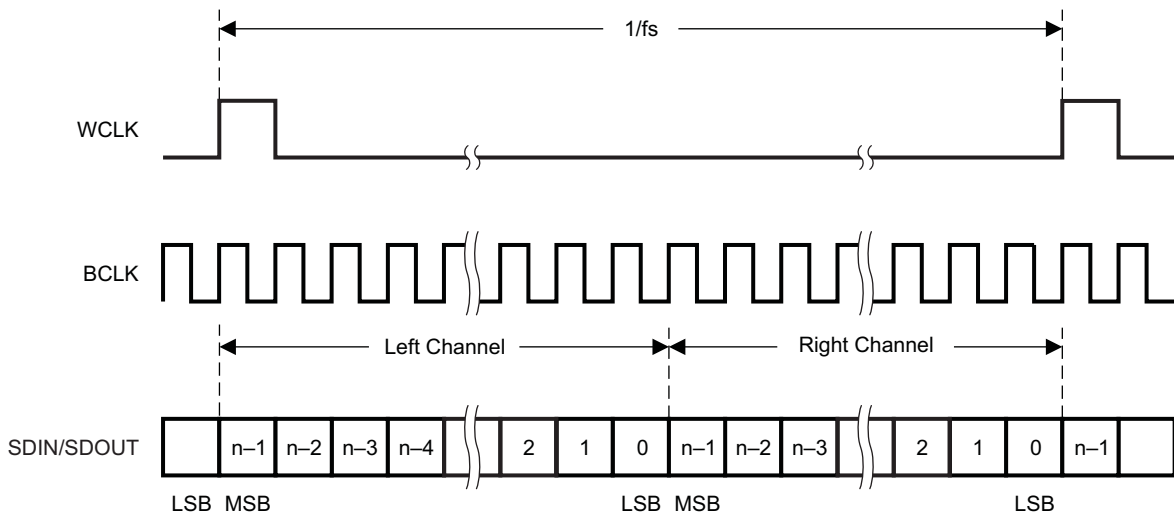 1/fs
WCLK
BCLK
Left Channel Right Channel
SDIN/SDOUT n–1 n–2 n–3 n–4 2 1 0 n–1 n–2 n–3 2 1 0 n–1
LSB MSB LSB MSB LSB